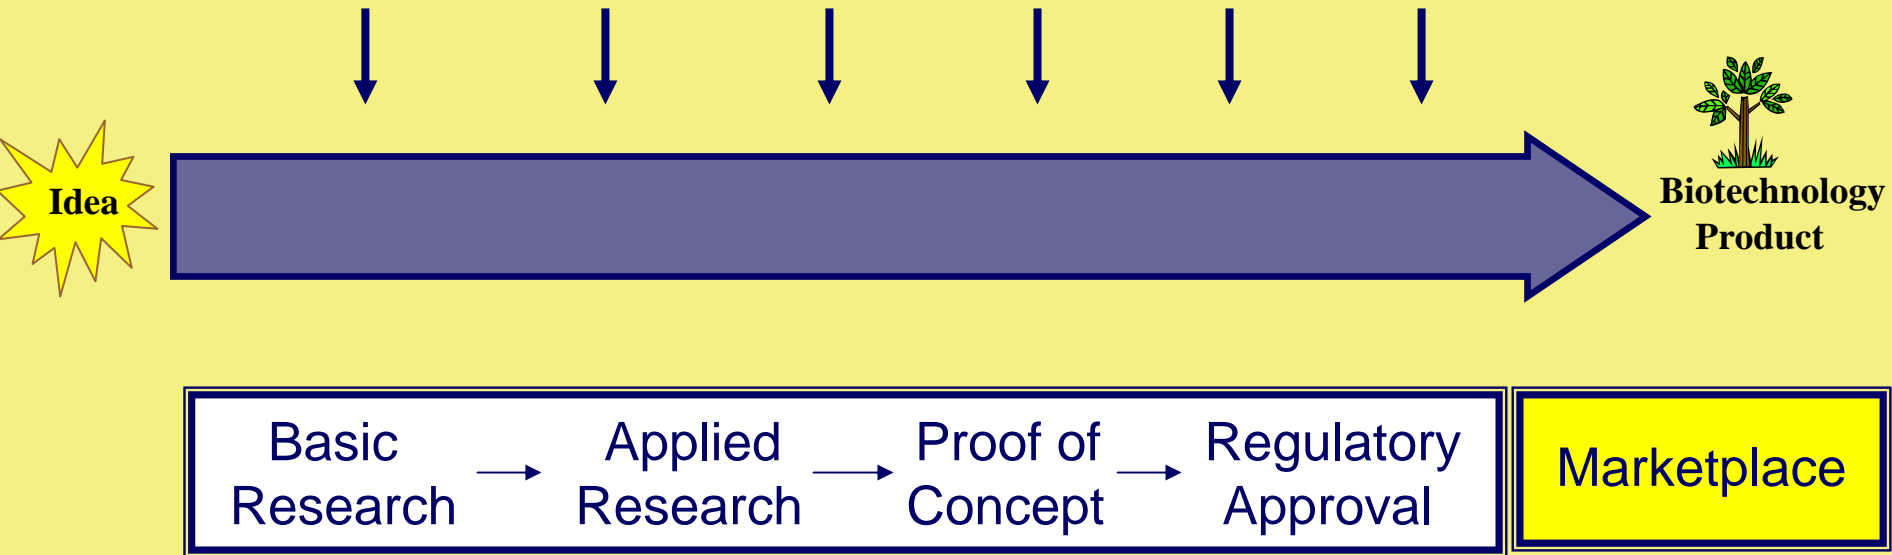 Idea
Biotechnology
Product
Basic
Research
Applied
Research
Proof of
Concept
Regulatory
Approval
Marketplace